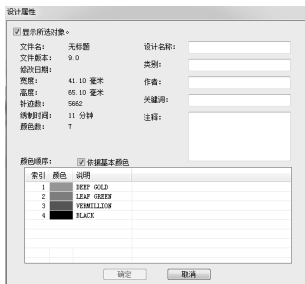 设计属性
显示所选对象。
文件名: 无标题 设计名称:
文件版本: 9.0
修改日期: 类别:
宽度: 41.10 毫米 作者:
高度: 65.10 毫米
针迹数: 5662 关键词:
绣制时间: 11 分钟 注释:
颜色数: 7
颜色顺序: 依据基本颜色
索引 颜色 说明
1 DEEP GOLD
2 LEAF GREEN
3 VERMILLION
4 BLACK
确定 取消